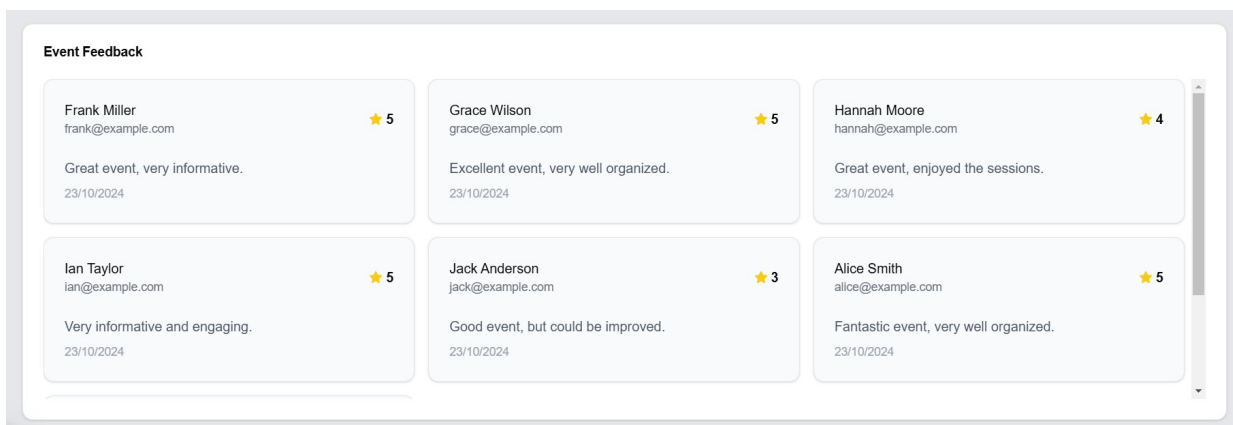 Event Feedback
Frank Miller
frank@example.com
5
Great event, very informative.
23/10/2024
Grace Wilson
grace@example.com
5
Excellent event, very well organized.
23/10/2024
Hannah Moore
hannah@example.com
4
Great event, enjoyed the sessions.
23/10/2024
Ian Taylor
ian@example.com
5
Very informative and engaging.
23/10/2024
Jack Anderson
jack@example.com
3
Good event, but could be improved.
23/10/2024
Alice Smith
alice@example.com
5
Fantastic event, very well organized.
23/10/2024